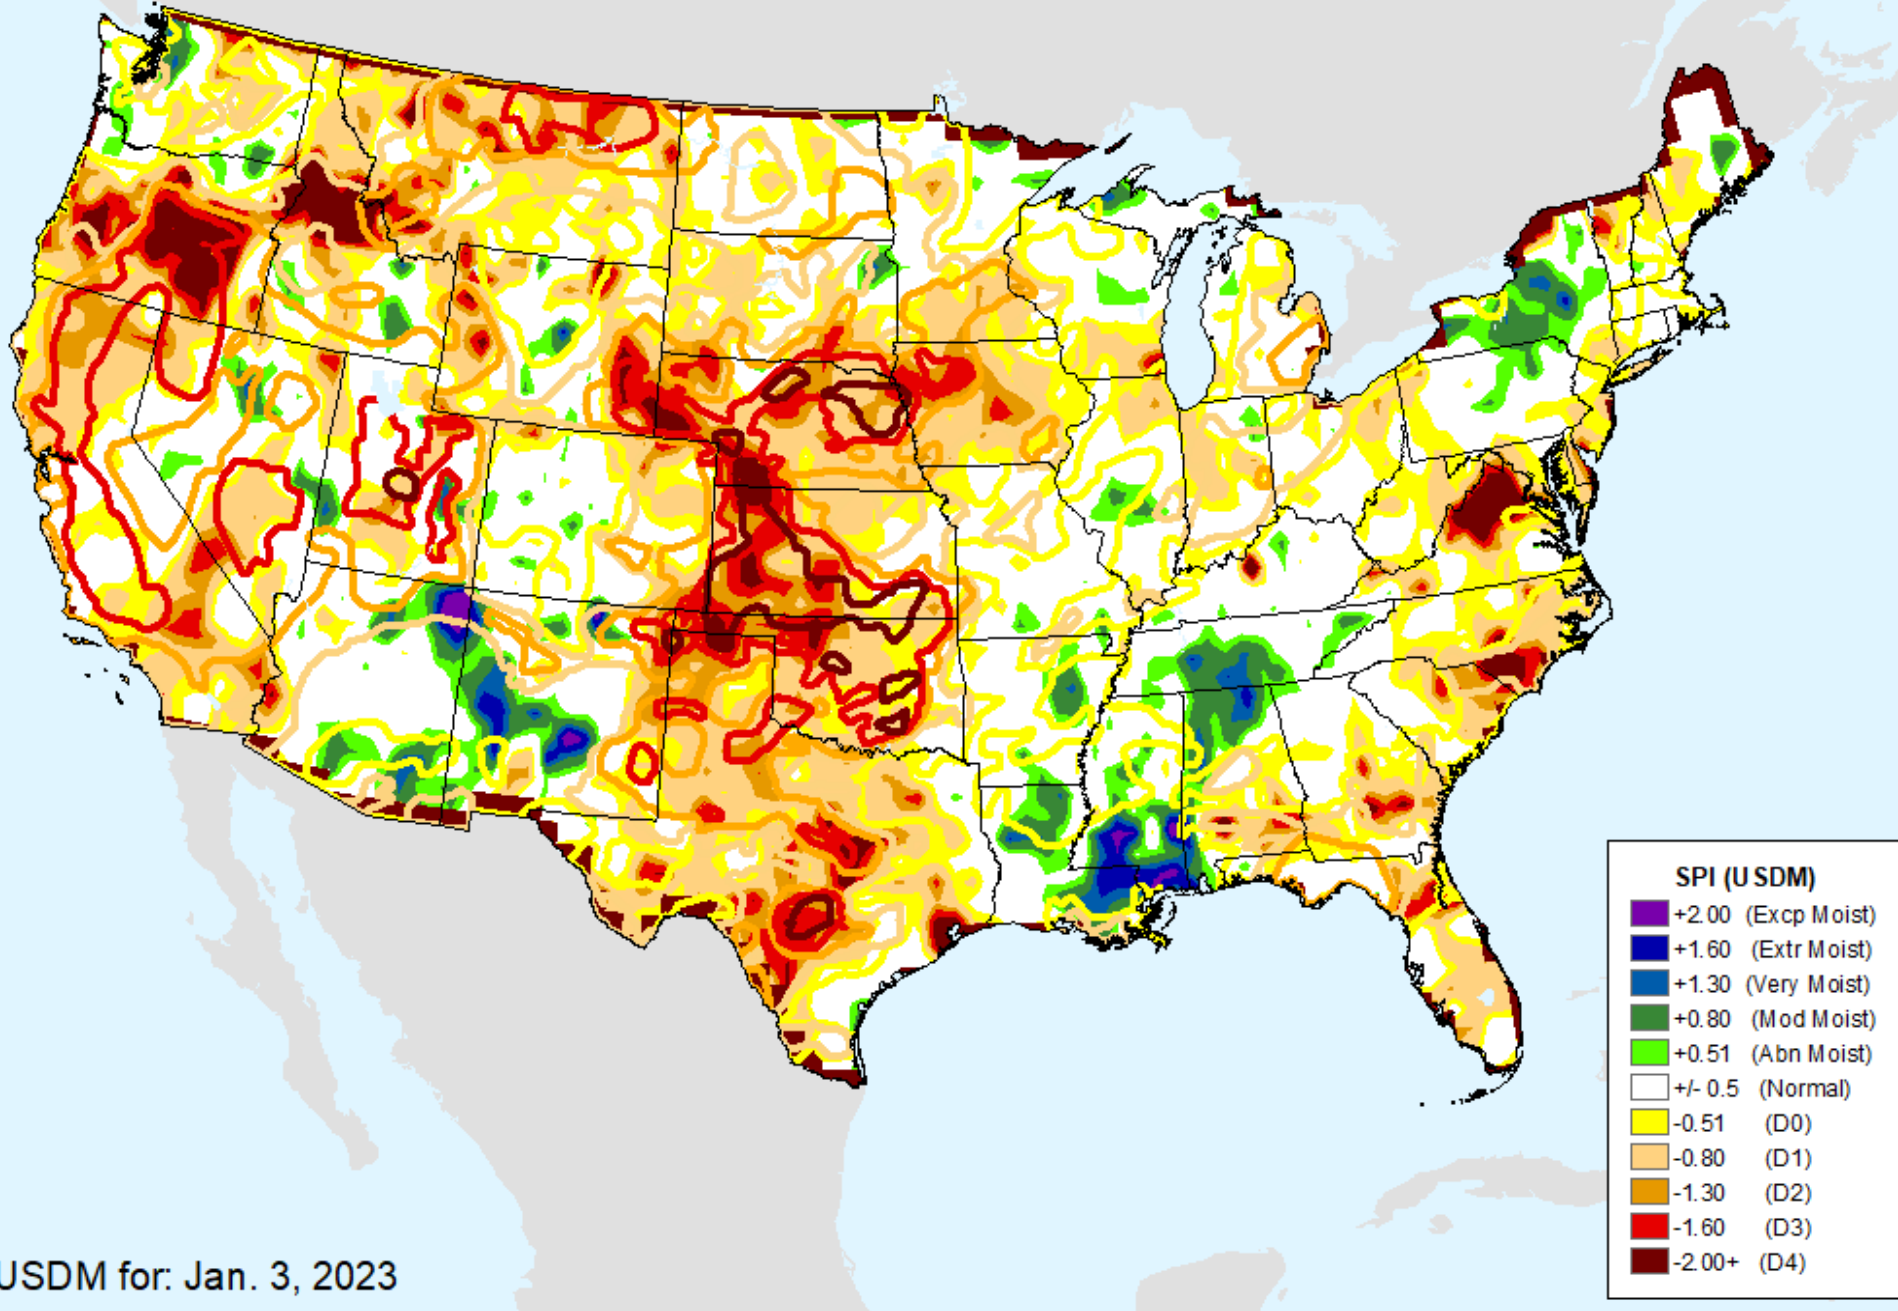 SPI (USDM)
+2.00 (Excp Moist)
+1.60 (Extr Moist)
+1.30 (Very Moist)
+0.80 (Mod Moist)
+0.51 (Abn Moist)
+/- 0.5 (Normal)
-0.51 (D0)
-0.80 (D1)
-1.30 (D2)
-1.60 (D3)
-2.00+ (D4)
USDM for: Jan. 3, 2023